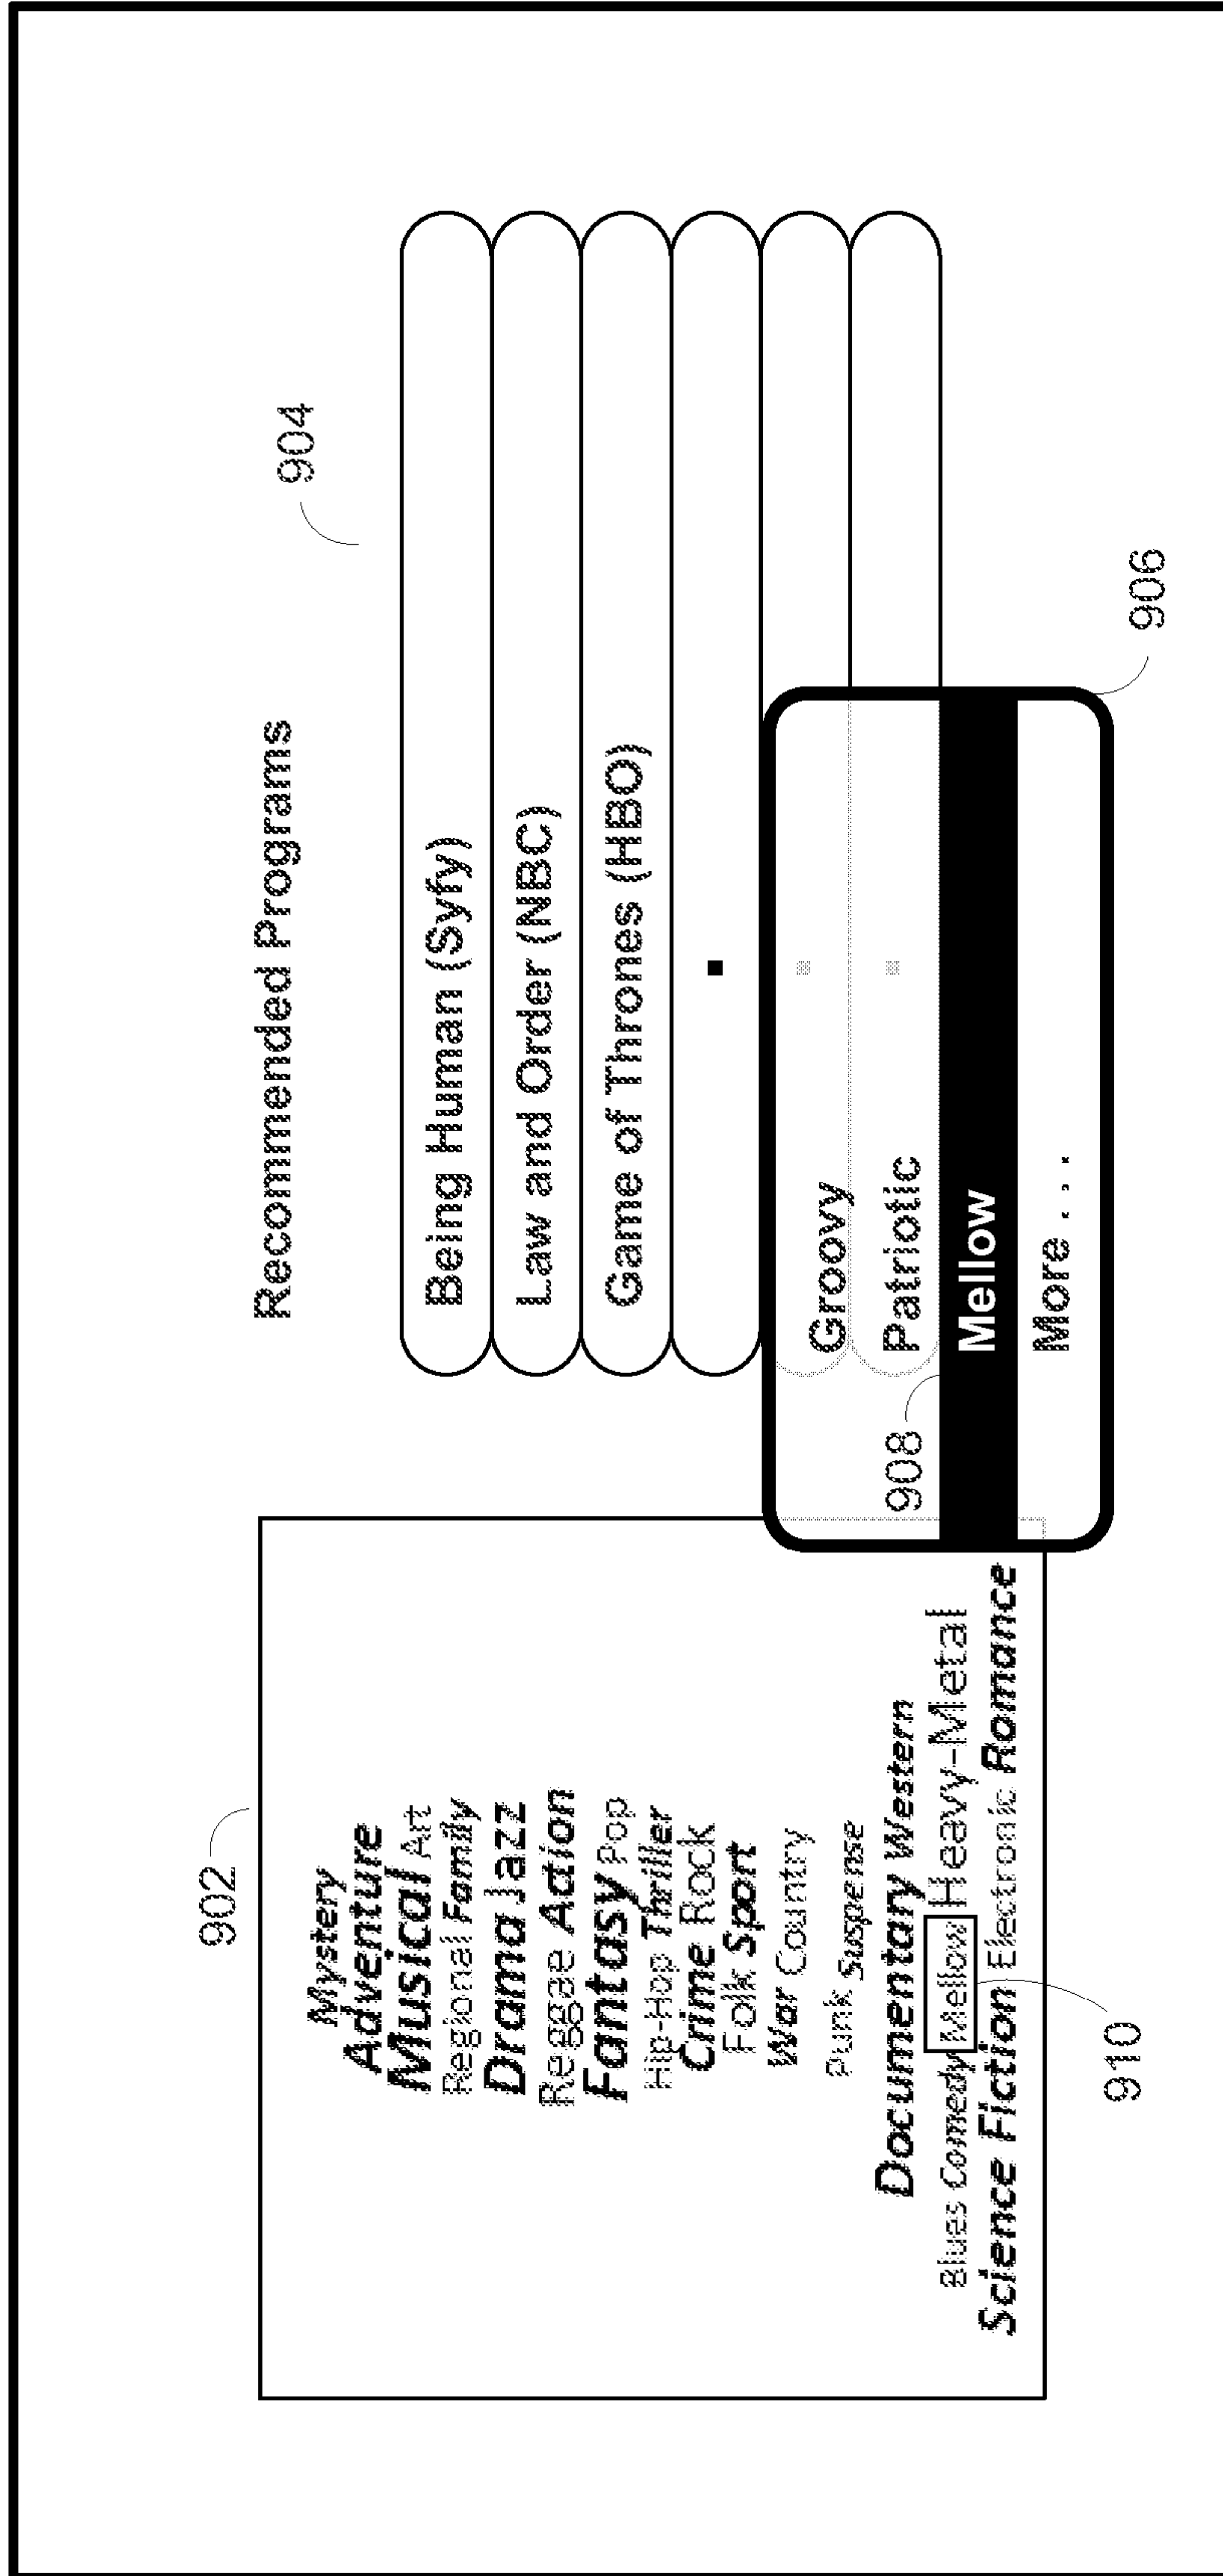 902
Mystery
Adventure
Musical Art
Regional Family
Drama Jazz
Reggae Action
Fantasy Pop
Hip-Hop Thriller
Crime Rock
Folk Sport
War Country
Punk Suspense
Documentary Western
Blues Comedy Mellow Heavy-Metal
Science Fiction Electronic Romance
910
Recommended Programs
904
Being Human (Syfy)
Law and Order (NBC)
Game of Thrones (HBO)
Groovy
Patriotic
908
Mellow
More . . .
906